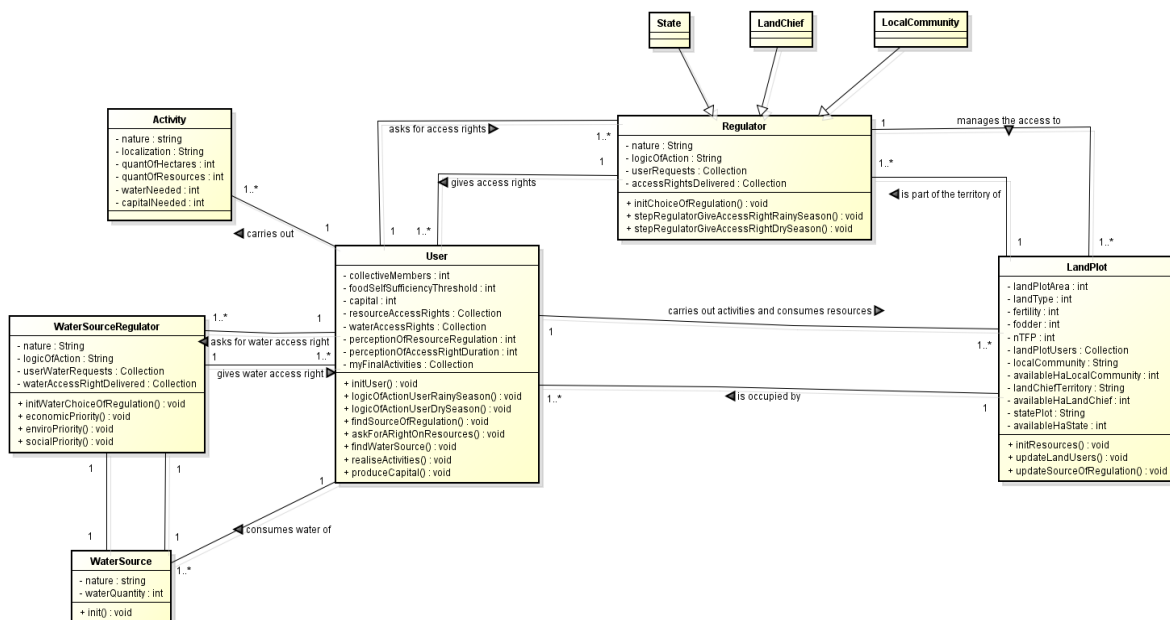 State
LandChief
LocalCommunity
Activity
- nature : string
- localization : String
- quantOfHectares : int
- quantOfResources : int
- waterNeeded : int
- capitalNeeded : int
asks for access rights
1..*
1
gives access rights
1
1..*
Regulator
- nature : String
- logicOfAction : String
- userRequests : Collection
- accessRightsDelivered : Collection
+ initChoiceOfRegulation() : void
+ stepRegulatorGiveAccessRightRainySeason() : void
+ stepRegulatorGiveAccessRightDrySeason() : void
1
manages the access to
1..*
1..*
is part of the territory of
1
1..*
carries out
1
User
- collectiveMembers : int
- foodSelfSufficiencyThreshold : int
- capital : int
- resourceAccessRights : Collection
- waterAccessRights : Collection
- perceptionOfResourceRegulation : int
- perceptionOfAccessRightDuration : int
- myFinalActivities : Collection
+ initUser() : void
+ logicOfActionUserRainySeason() : void
+ logicOfActionUserDrySeason() : void
+ findSourceOfRegulation() : void
+ askForARightOnResources() : void
+ findWaterSource() : void
+ realiseActivities() : void
+ produceCapital() : void
carries out activities and consumes resources
1
1..*
1..*
is occupied by
1
LandPlot
- landPlotArea : int
- landType : int
- fertility : int
- fodder : int
- nTFP : int
- landPlotUsers : Collection
- localCommunity : String
- availableHaLocalCommunity : int
- landChiefTerritory : String
- availableHaLandChief : int
- statePlot : String
- availableHaState : int
+ initResources() : void
+ updateLandUsers() : void
+ updateSourceOfRegulation() : void
WaterSourceRegulator
- nature : String
- logicOfAction : String
- userWaterRequests : Collection
- waterAccessRightDelivered : Collection
+ initWaterChoiceOfRegulation() : void
+ economicPriority() : void
+ enviroPriority() : void
+ socialPriority() : void
1..*
1
asks for water access right
1
1..*
gives water access right
1
1
1
1
1
consumes water of
1..*
WaterSource
- nature : string
- waterQuantity : int
+ init() : void